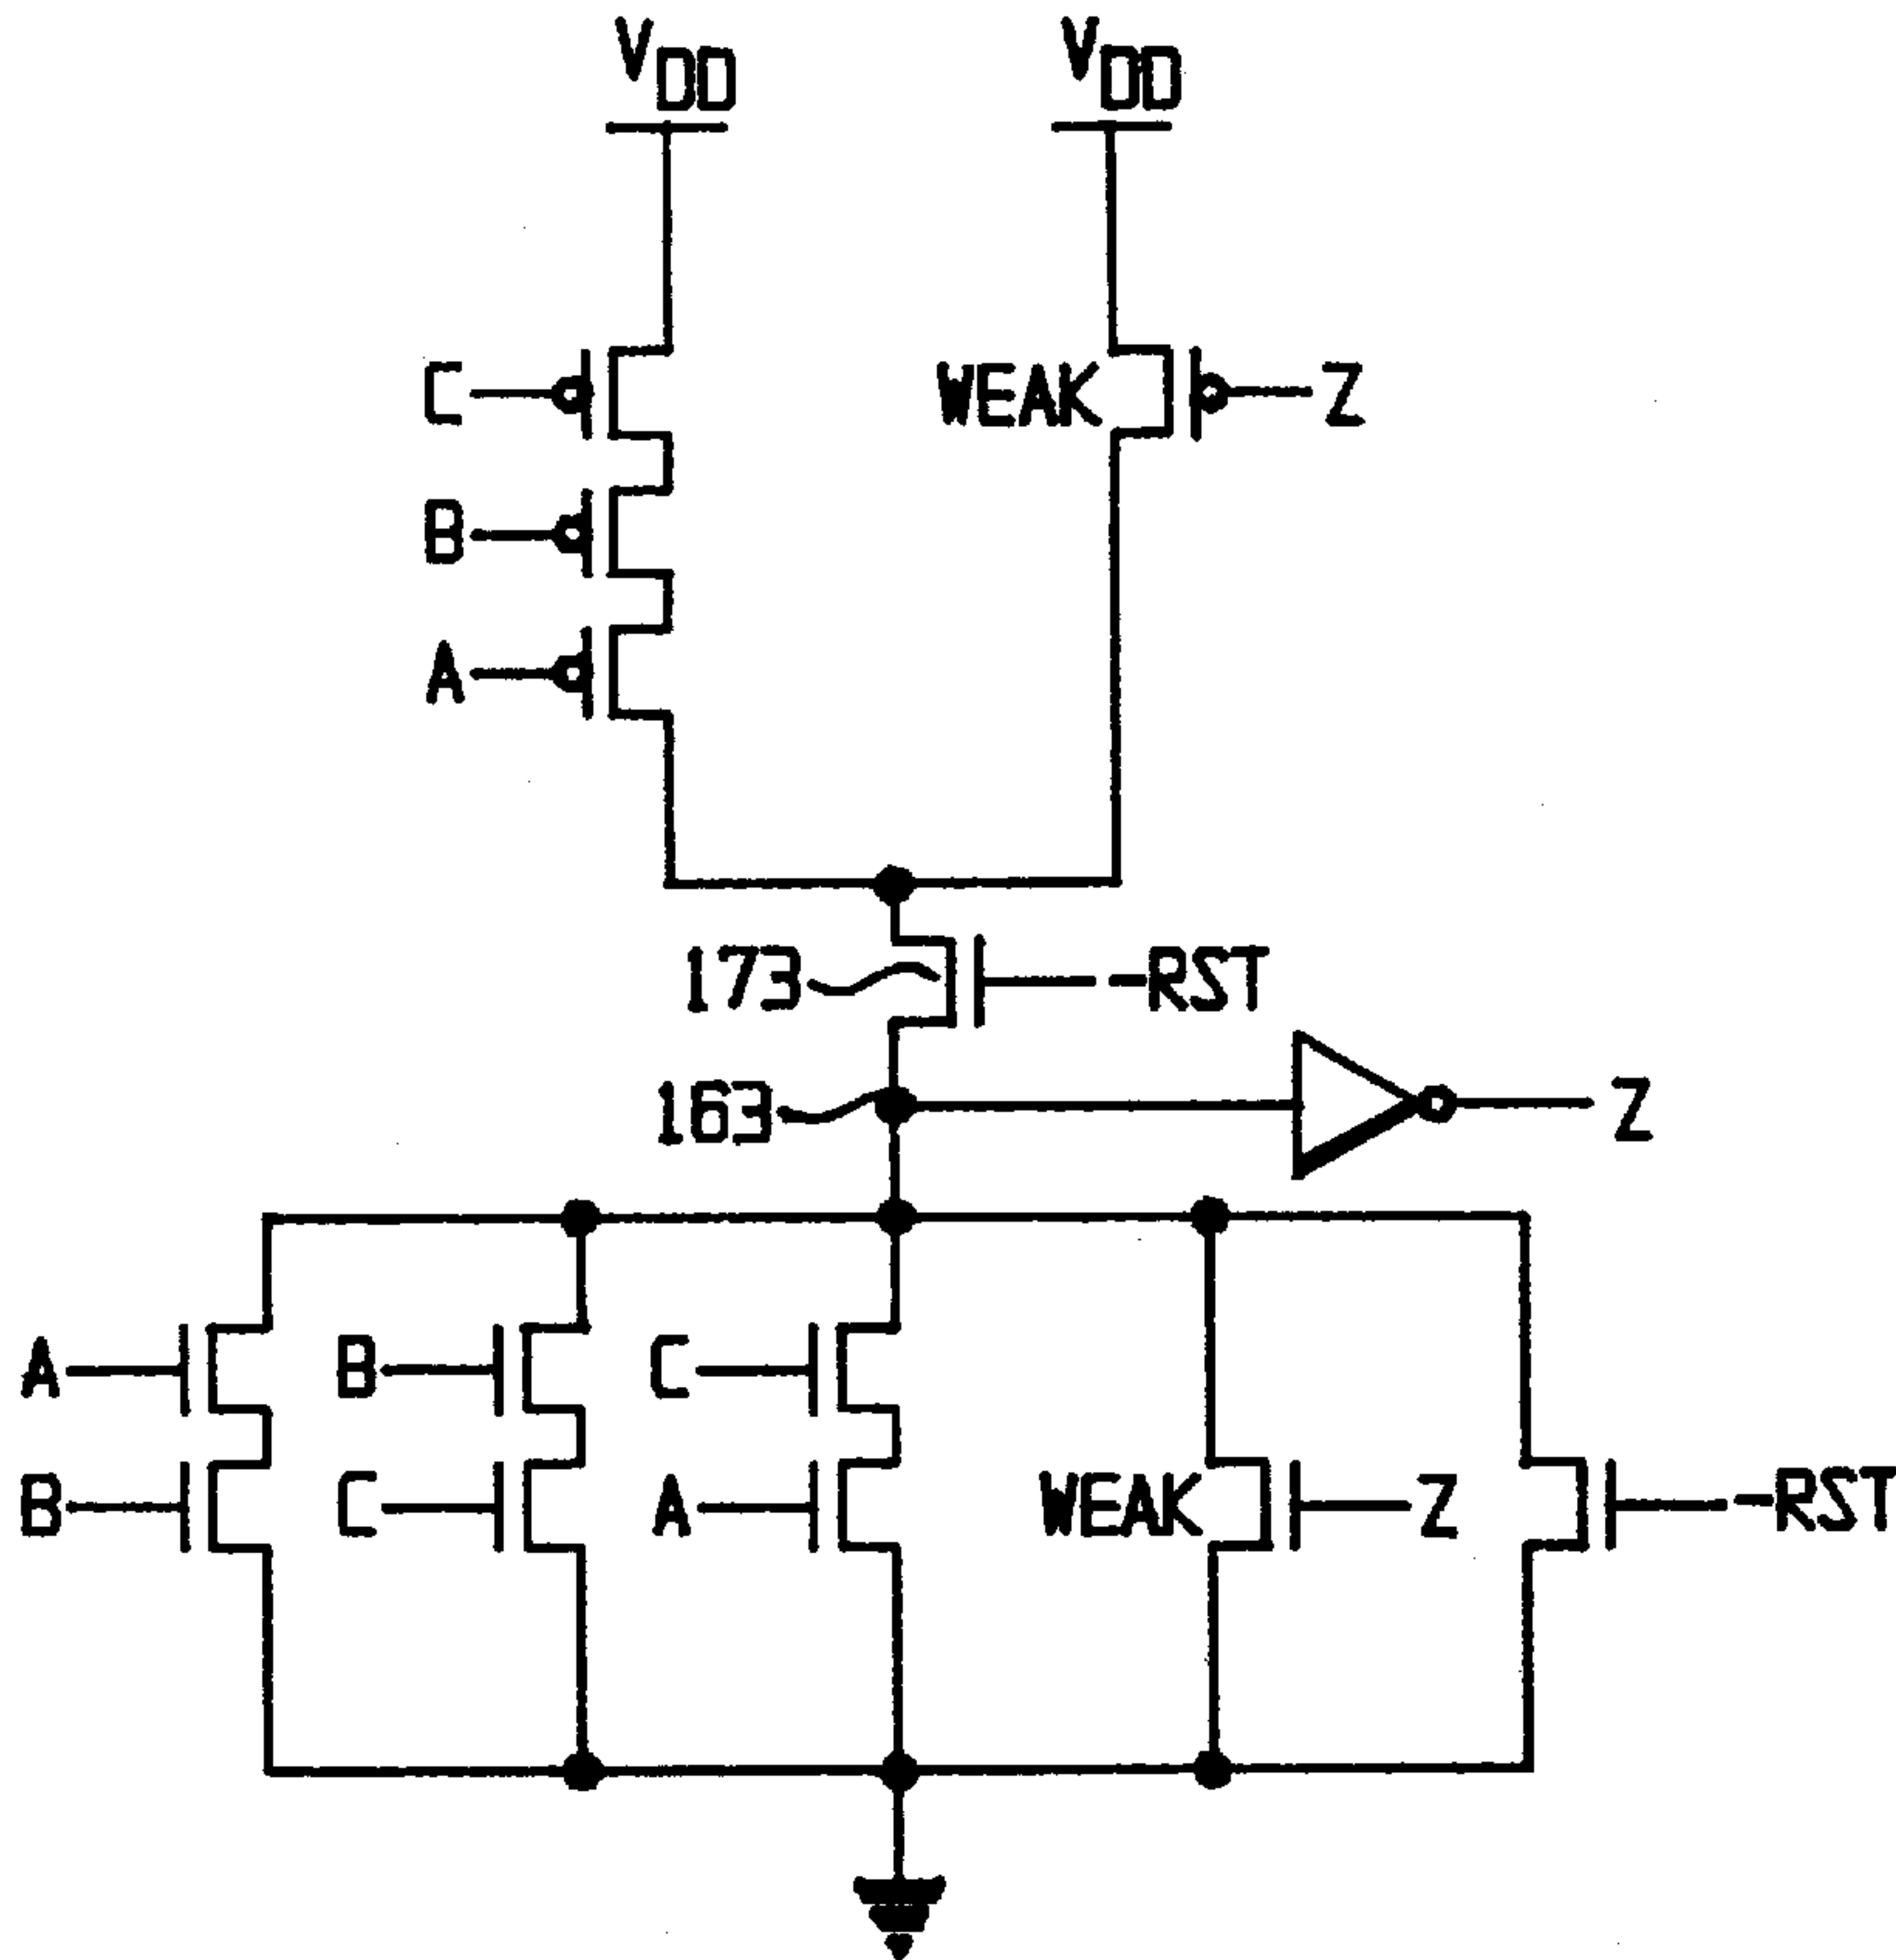 VDD VDD
C WEAK Z
B
A
173 -RST
163 Z
A B C
B C A WEAK Z -RST